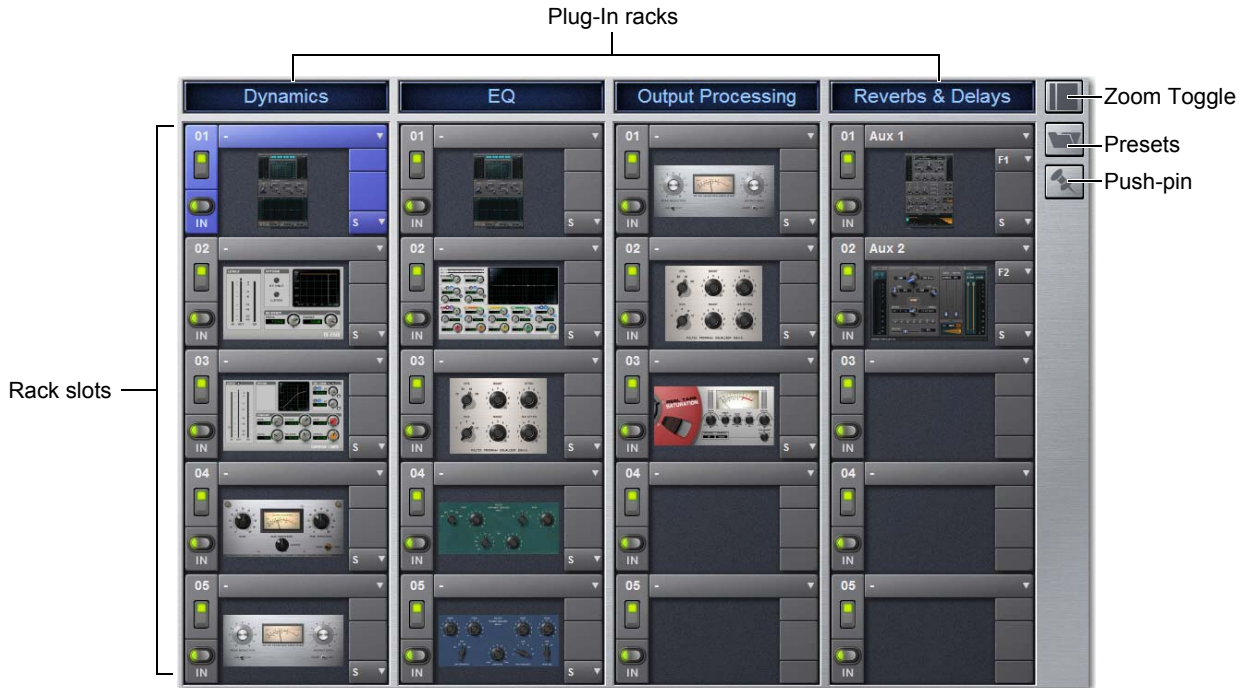 Plug-In racks
Dynamics EQ Output Processing Reverbs & Delays
Zoom Toggle
Presets
Push-pin
Rack slots
01 - 01 - 01 - 01 Aux 1
F1
IN S IN S IN S IN S
02 - 02 - 02 - 02 Aux 2
F2
IN S IN S IN S IN S
03 - 03 - 03 - 03 -
REEL TAPE
SATURATION
IN S IN S IN S IN
04 - 04 - 04 - 04 -
IN S IN S IN IN
05 - 05 - 05 - 05 -
IN S IN S IN IN